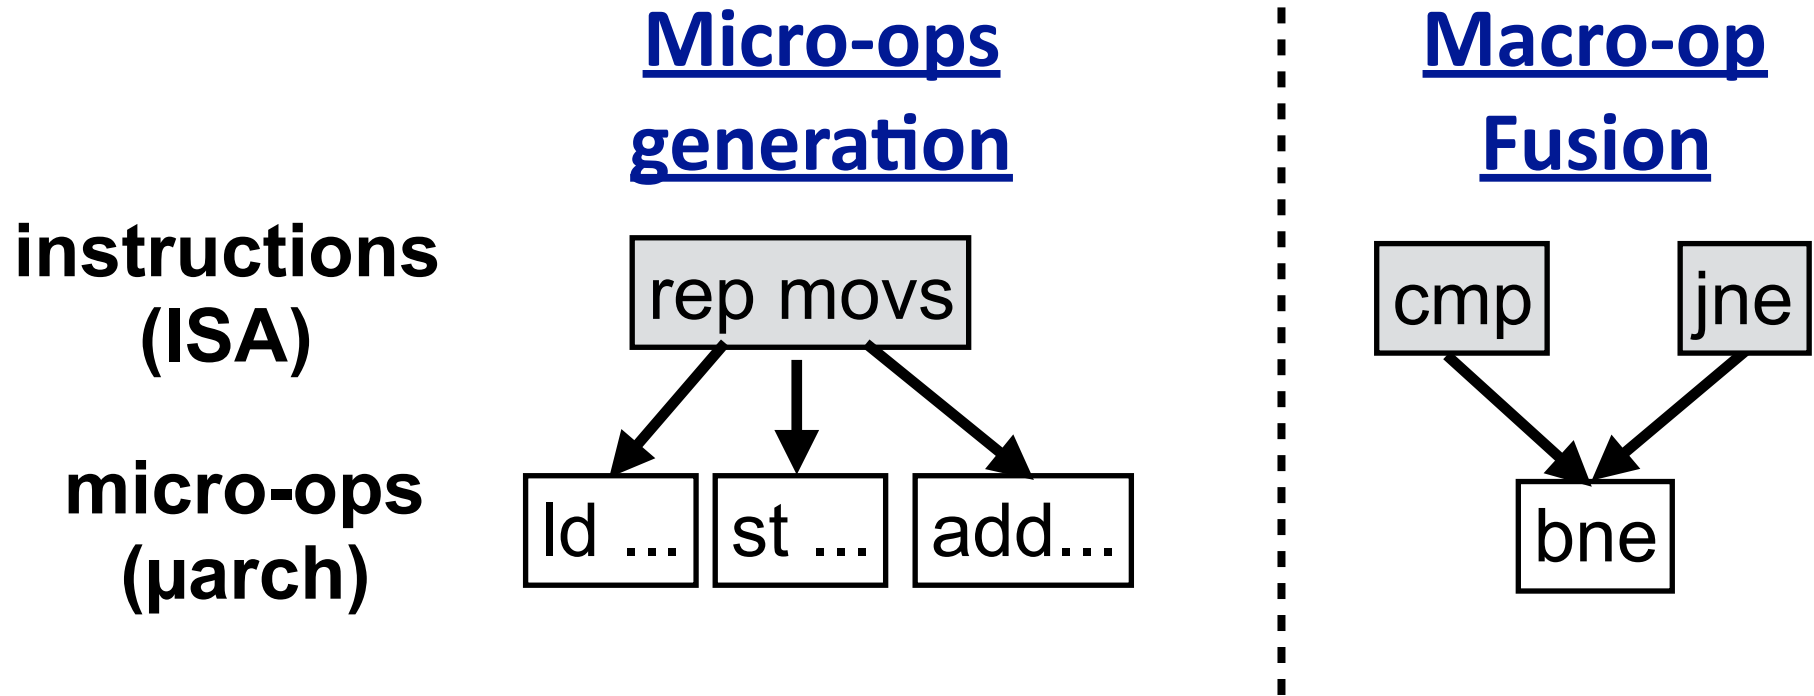 Micro-ops
generation
Macro-op
Fusion
instructions
(ISA)
rep movs
cmp
jne
micro-ops
(µarch)
ld ...
st ...
add...
bne